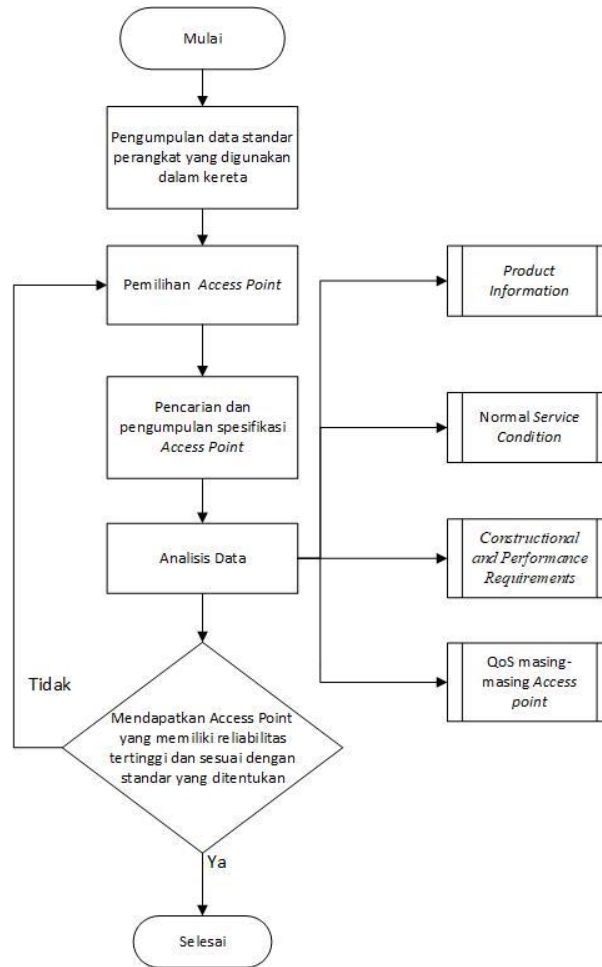 Mulai
Pengumpulan data standar
perangkat yang digunakan
dalam kereta
Pemilihan Access Point
Pencarian dan
pengumpulan spesifikasi
Access Point
Analisis Data
Tidak
Mendapatkan Access Point
yang memiliki reliabilitas
tertinggi dan sesuai dengan
standar yang ditentukan
Ya
Selesai
Product
Information
Normal Service
Condition
Constructional
and Performance
Requirements
QoS masing-
masing Access
point